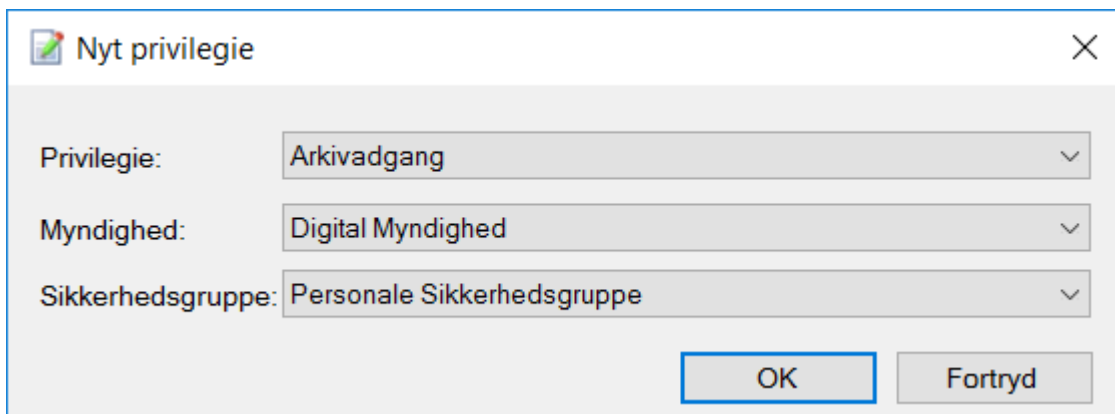 Nyt privilegie
Privilegie: Arkivadgang
Myndighed: Digital Myndighed
Sikkerhedsgruppe: Personale Sikkerhedsgruppe
OK Fortryd